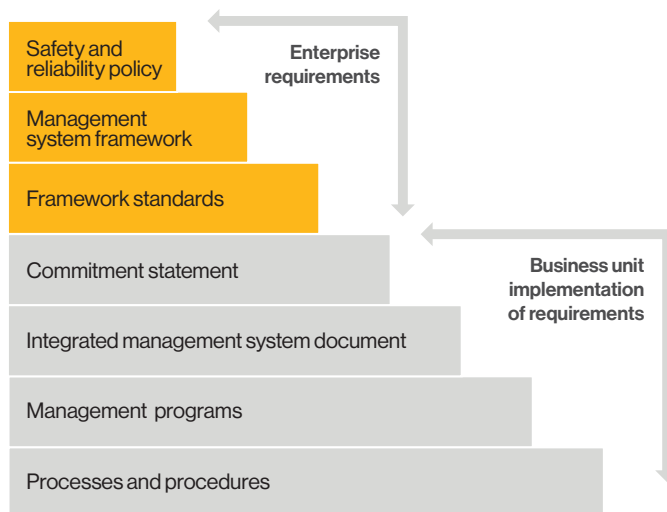 Safety and
reliability policy
Enterprise
requirements
Management
system framework
Framework standards
Commitment statement
Business unit
implementation
of requirements
Integrated management system document
Management programs
Processes and procedures